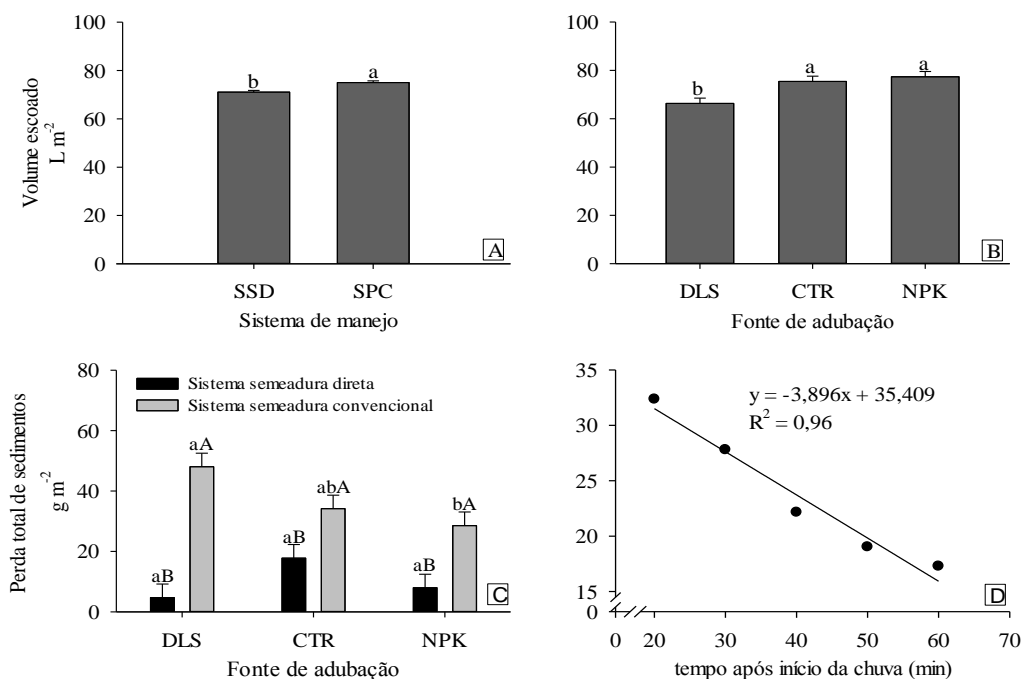 Volume escoado
L m-2
100
80
60
40
20
0
b
a
SSD SPC
Sistema de manejo
A
100
80
60
40
20
0
b
a
a
DLS CTR NPK
Fonte de adubação
B
Perda total de sedimentos
g m-2
80
60
40
20
0
Sistema semeadura direta
Sistema semeadura convencional
aB
aA
aB
abA
aB
bA
DLS CTR NPK
Fonte de adubação
C
35
30
25
20
15
0
y = -3,896x + 35,409
R2 = 0,96
0 20 30 40 50 60 70
tempo após início da chuva (min)
D